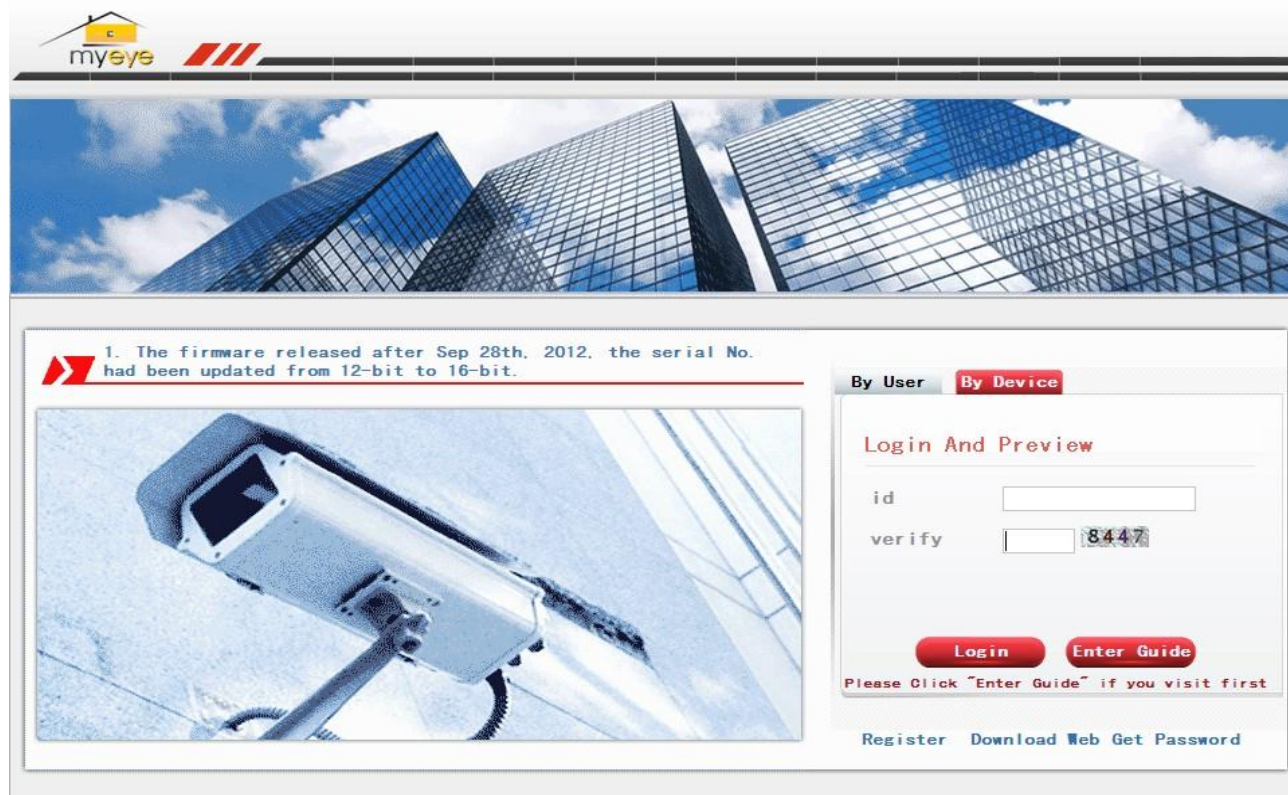 myeye
1. The firmware released after Sep 28th, 2012, the serial No.
had been updated from 12-bit to 16-bit.
By User By Device
Login And Preview
id
verify 8447
Login Enter Guide
Please Click "Enter Guide" if you visit first
Register Download Web Get Password